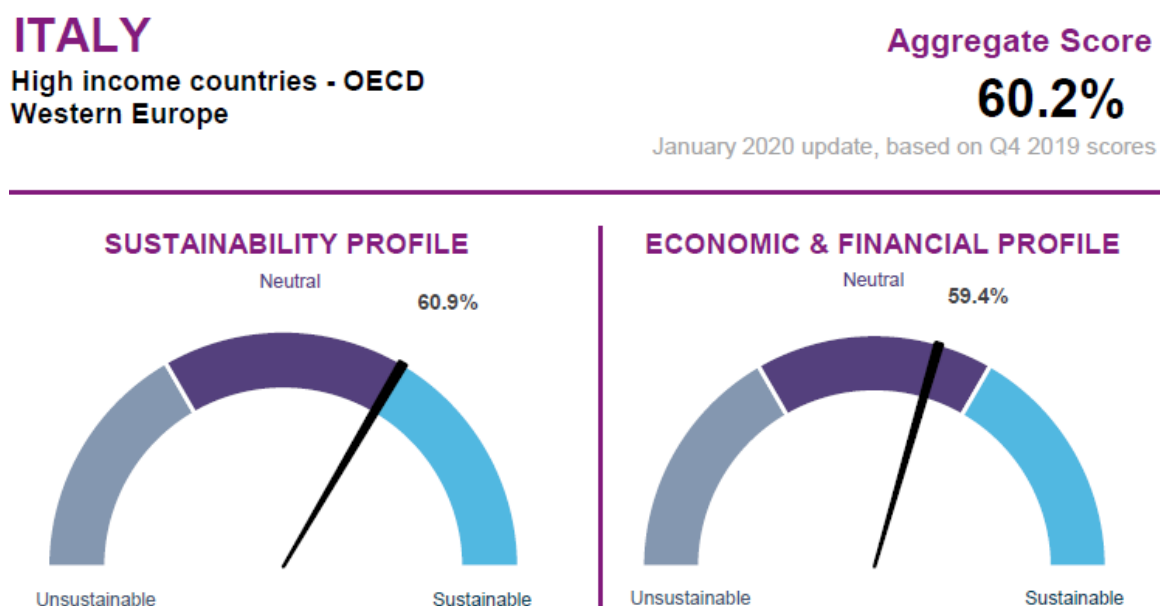 ITALY
High income countries - OECD
Western Europe
Aggregate Score
60.2%
January 2020 update, based on Q4 2019 scores
SUSTAINABILITY PROFILE
Neutral
60.9%
Unsustainable
Sustainable
ECONOMIC & FINANCIAL PROFILE
Neutral
59.4%
Unsustainable
Sustainable